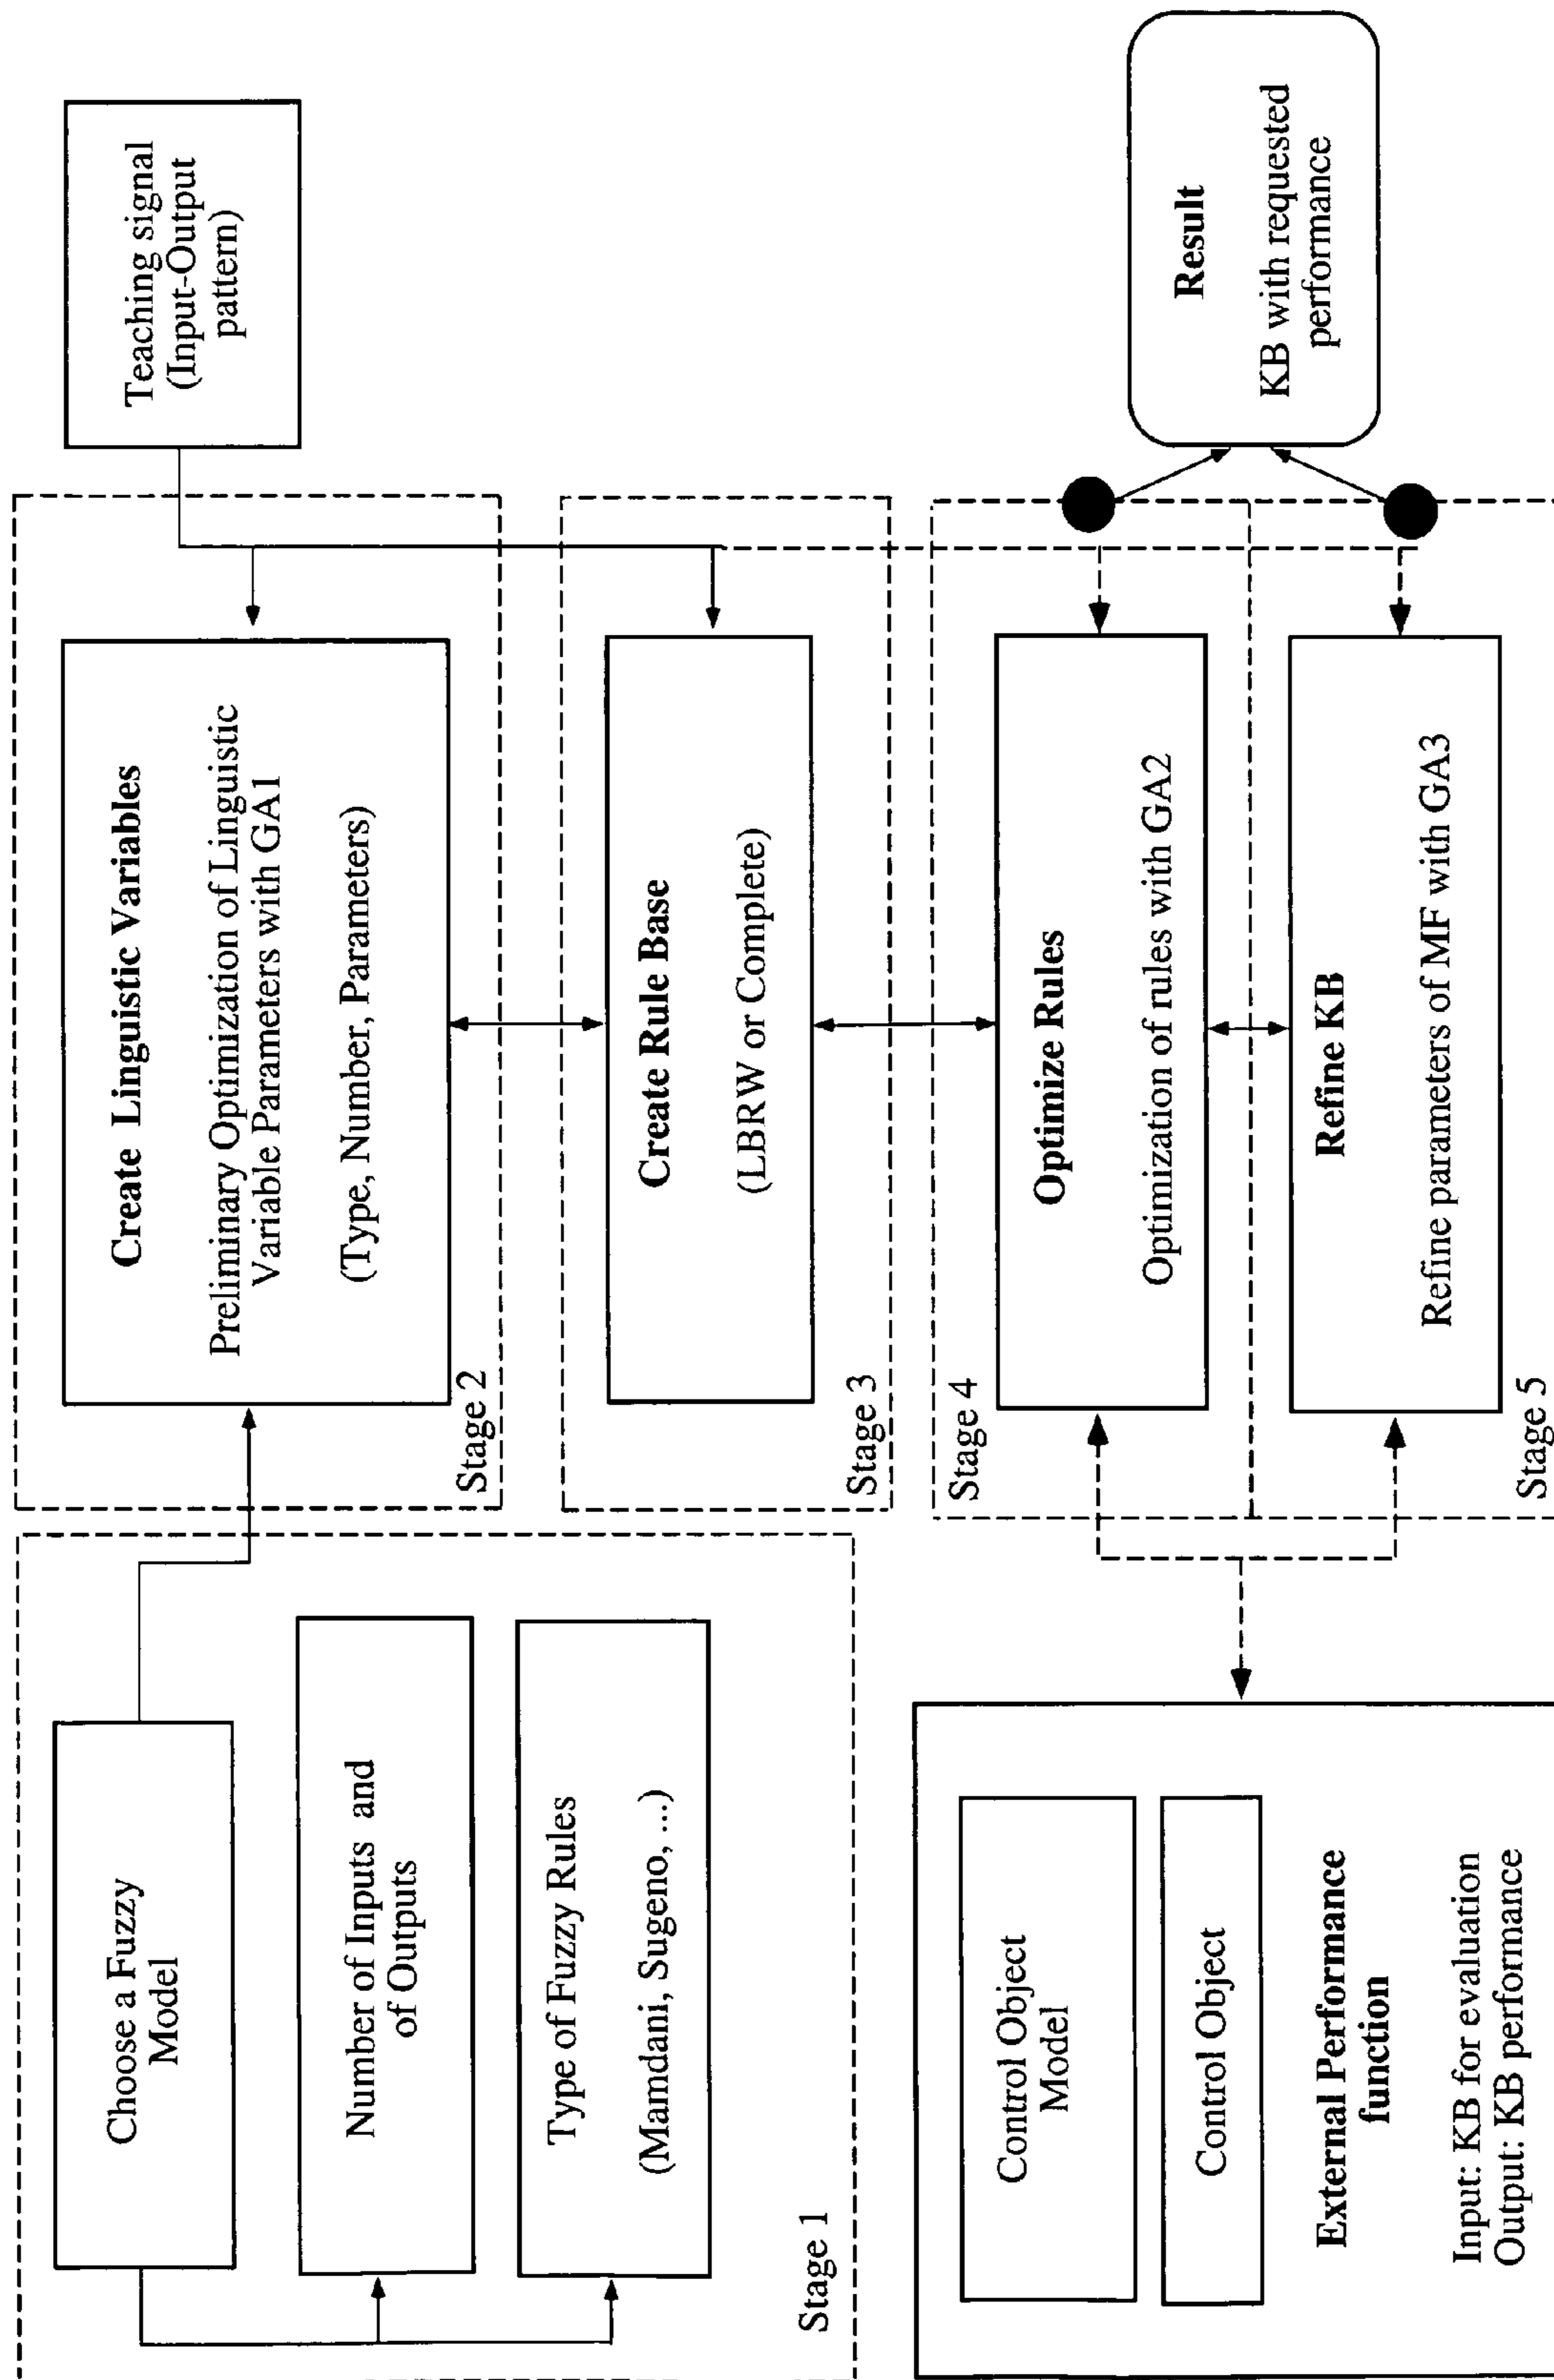 Choose a Fuzzy
Model
Number of Inputs and
of Outputs
Type of Fuzzy Rules
(Mamdani, Sugeno, ...)
Stage 1
Create Linguistic Variables
Preliminary Optimization of Linguistic
Variable Parameters with GA1
(Type, Number, Parameters)
Stage 2
Teaching signal
(Input-Output
pattern)
Create Rule Base
(LBRW or Complete)
Stage 3
Stage 4
Optimize Rules
Optimization of rules with GA2
Refine KB
Refine parameters of MF with GA3
Stage 5
Control Object
Model
Control Object
External Performance
function
Input: KB for evaluation
Output: KB performance
Result
KB with requested
performance